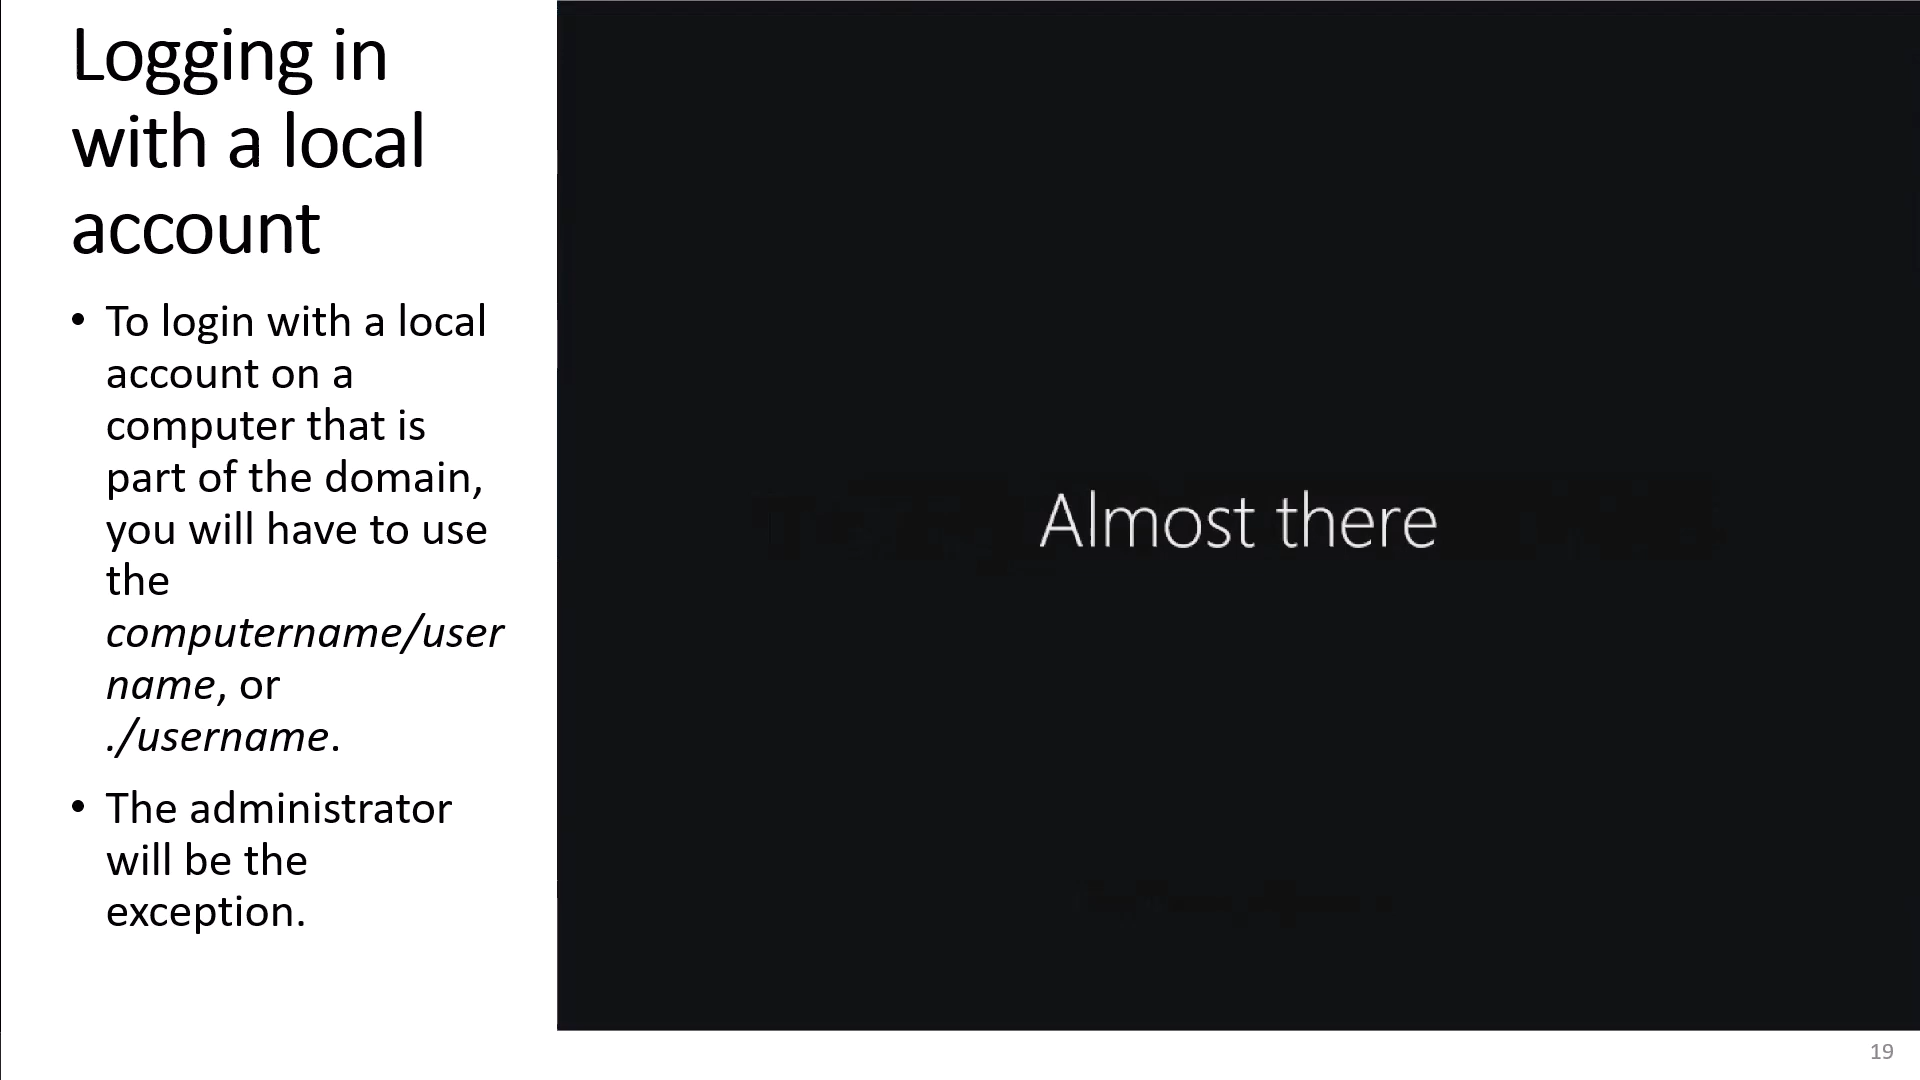 Logging in
with a local
account
• To login with a local
account on a
computer that is
part of the domain,
you will have to use
the
computername/user
name, or
./username.
• The administrator
will be the
exception.
Almost there
19